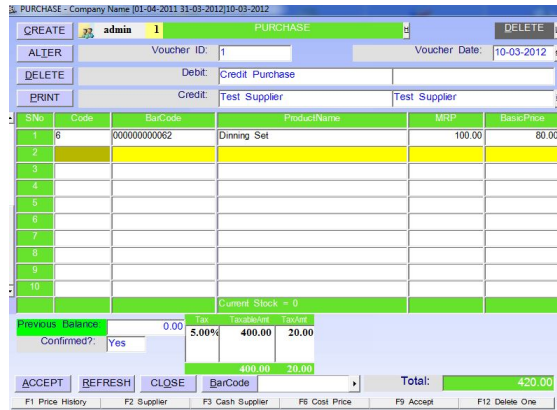 PURCHASE - Company Name [01-04-2011 31-03-2012]10-03-2012
CREATE admin 1 PURCHASE DELETE
ALTER Voucher ID: 1 Voucher Date: 10-03-2012
DELETE Debit: Credit Purchase
PRINT Credit: Test Supplier Test Supplier
SNo Code BarCode ProductName MRP BasicPrice
1 6 000000000062 Dinning Set 100.00 80.00
2
3
4
5
6
7
8
9
10
Current Stock = 0
Previous Balance: 0.00 Tax TaxableAmt TaxAmt
5.00% 400.00 20.00
Confirmed?: Yes
400.00 20.00
ACCEPT REFRESH CLOSE BarCode Total: 420.00
F1 Price History F2 Supplier F3 Cash Supplier F6 Cost Price F9 Accept F12 Delete One